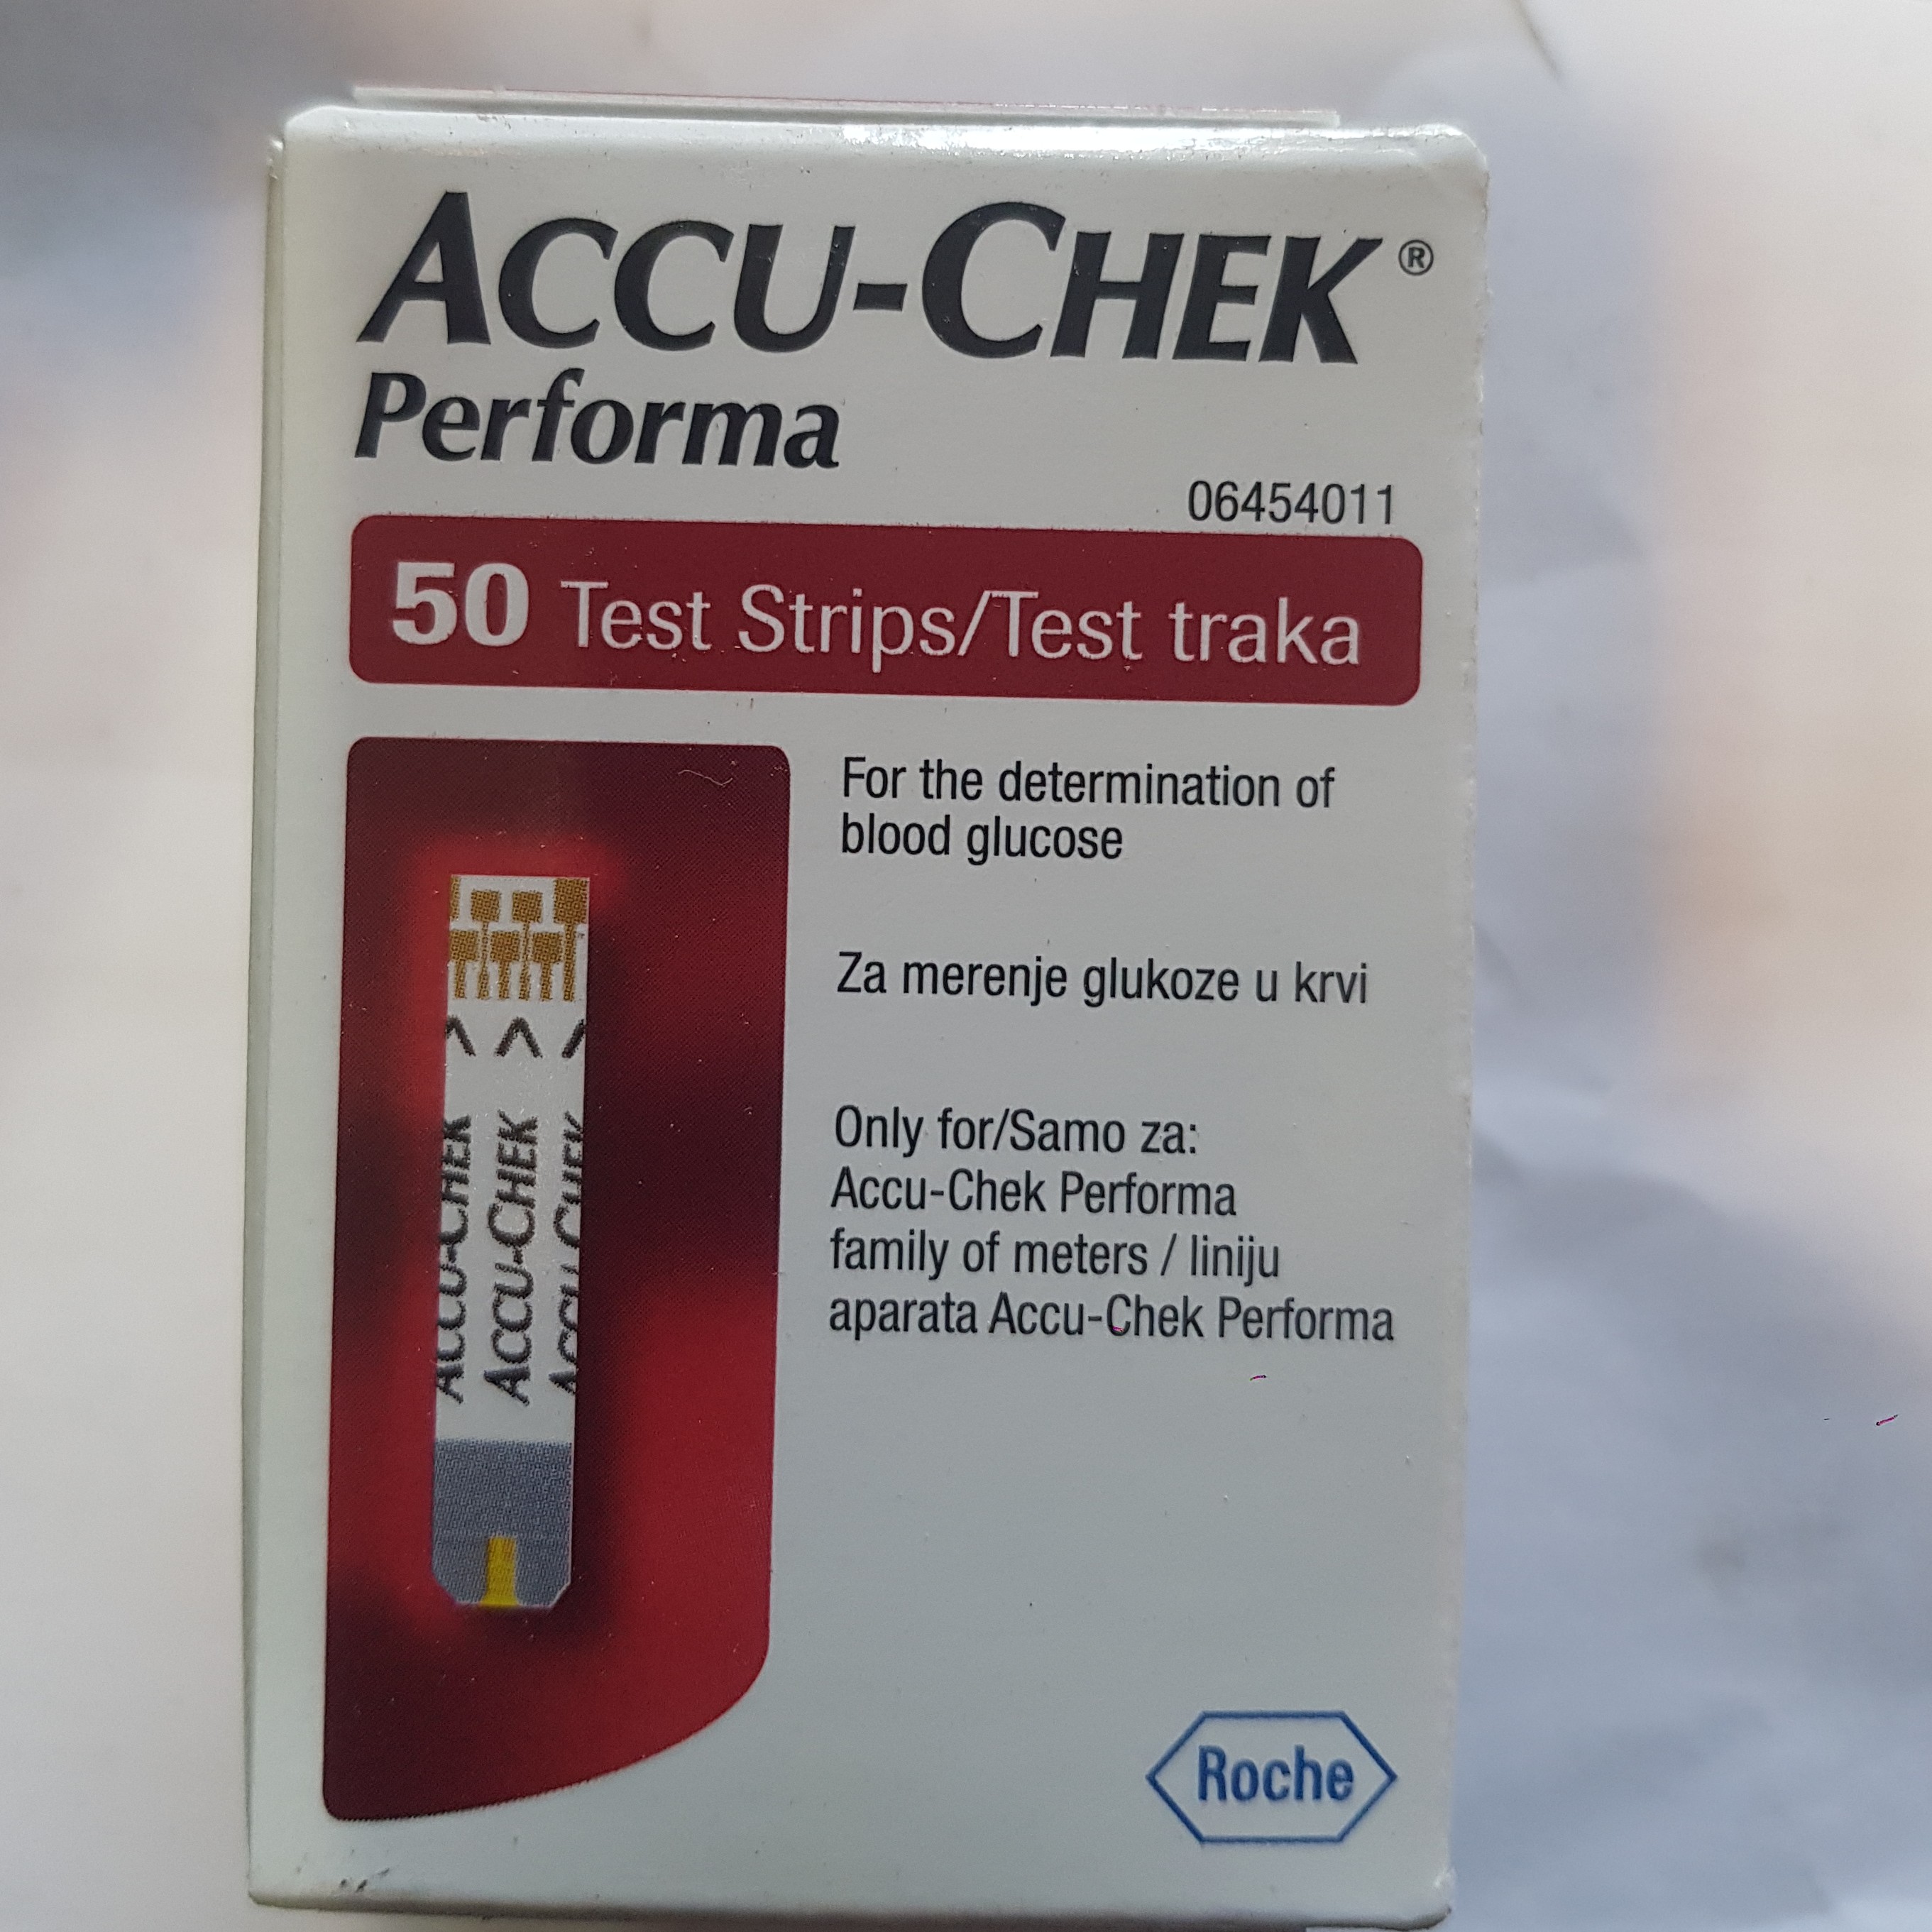 ACCU-CHEK®
Performa
06454011
50 Test Strips/Test traka
For the determination of
blood glucose
Za merenje glukoze u krvi
Only for/Samo za:
Accu-Chek Performa
family of meters / liniju
aparata Accu-Chek Performa
ACCU-CHEK
ACCU-CHEK
ACCU-CHEK
Roche